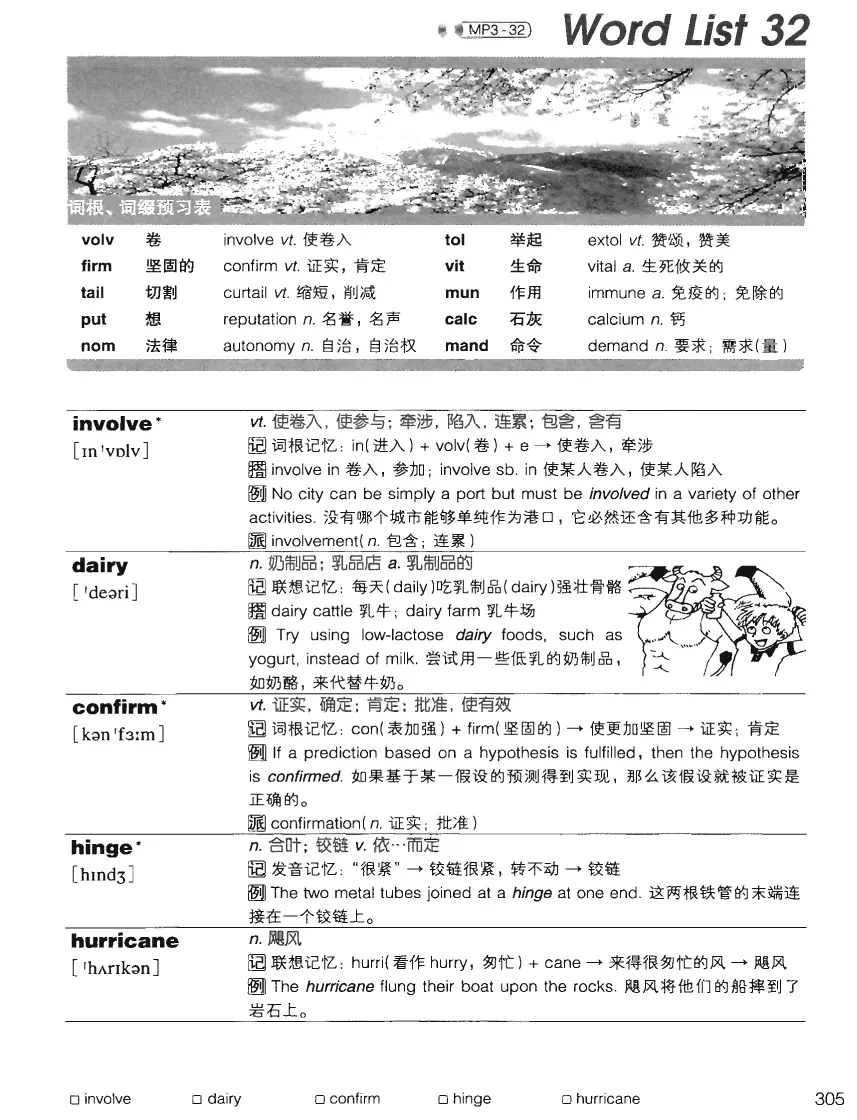 MP3-32
Word List 32
词根、词缀预习表
volv 卷 involve vt. 使卷入 tol 举起 extol vt. 赞颂，赞美
firm 坚固的 confirm vt. 证实，肯定 vit 生命 vital a. 生死攸关的
tail 切割 curtail vt. 缩短，削减 mun 作用 immune a. 免疫的；免除的
put 想 reputation n. 名誉，名声 calc 石灰 calcium n. 钙
nom 法律 autonomy n. 自治，自治权 mand 命令 demand n. 要求；需求(量)
involve* vt. 使卷入，使参与；牵涉，陷入，连累；包含，含有
[ɪnˈvɒlv] 记 词根记忆：in(进入) + volv(卷) + e → 使卷入，牵涉
搭 involve in 卷入，参加；involve sb. in 使某人卷入，使某人陷入
例 No city can be simply a port but must be involved in a variety of other
activities. 没有哪个城市能够单纯作为港口，它必然还含有其他多种功能。
派 involvement(n. 包含；连累)
dairy n. 奶制品；乳品店 a. 乳制品的
[ˈdeəri] 记 联想记忆：每天(daily)吃乳制品(dairy)强壮骨骼
搭 dairy cattle 乳牛；dairy farm 乳牛场
例 Try using low-lactose dairy foods, such as
yogurt, instead of milk. 尝试用一些低乳的奶制品，
如奶酪，来代替牛奶。
confirm* vt. 证实，确定；肯定；批准，使有效
[kənˈfɜːm] 记 词根记忆：con(表加强) + firm(坚固的) → 使更加坚固 → 证实；肯定
例 If a prediction based on a hypothesis is fulfilled, then the hypothesis
is confirmed. 如果基于某一假设的预测得到实现，那么该假设就被证实是
正确的。
派 confirmation(n. 证实；批准)
hinge* n. 合叶；铰链 v. 依…而定
[hɪndʒ] 记 发音记忆：“很紧” → 铰链很紧，转不动 → 铰链
例 The two metal tubes joined at a hinge at one end. 这两根铁管的末端连
接在一个铰链上。
hurricane n. 飓风
[ˈhʌrɪkən] 记 联想记忆：hurri(看作 hurry，匆忙) + cane → 来得很匆忙的风 → 飓风
例 The hurricane flung their boat upon the rocks. 飓风将他们的船摔到了
岩石上。
□ involve □ dairy □ confirm □ hinge □ hurricane 305